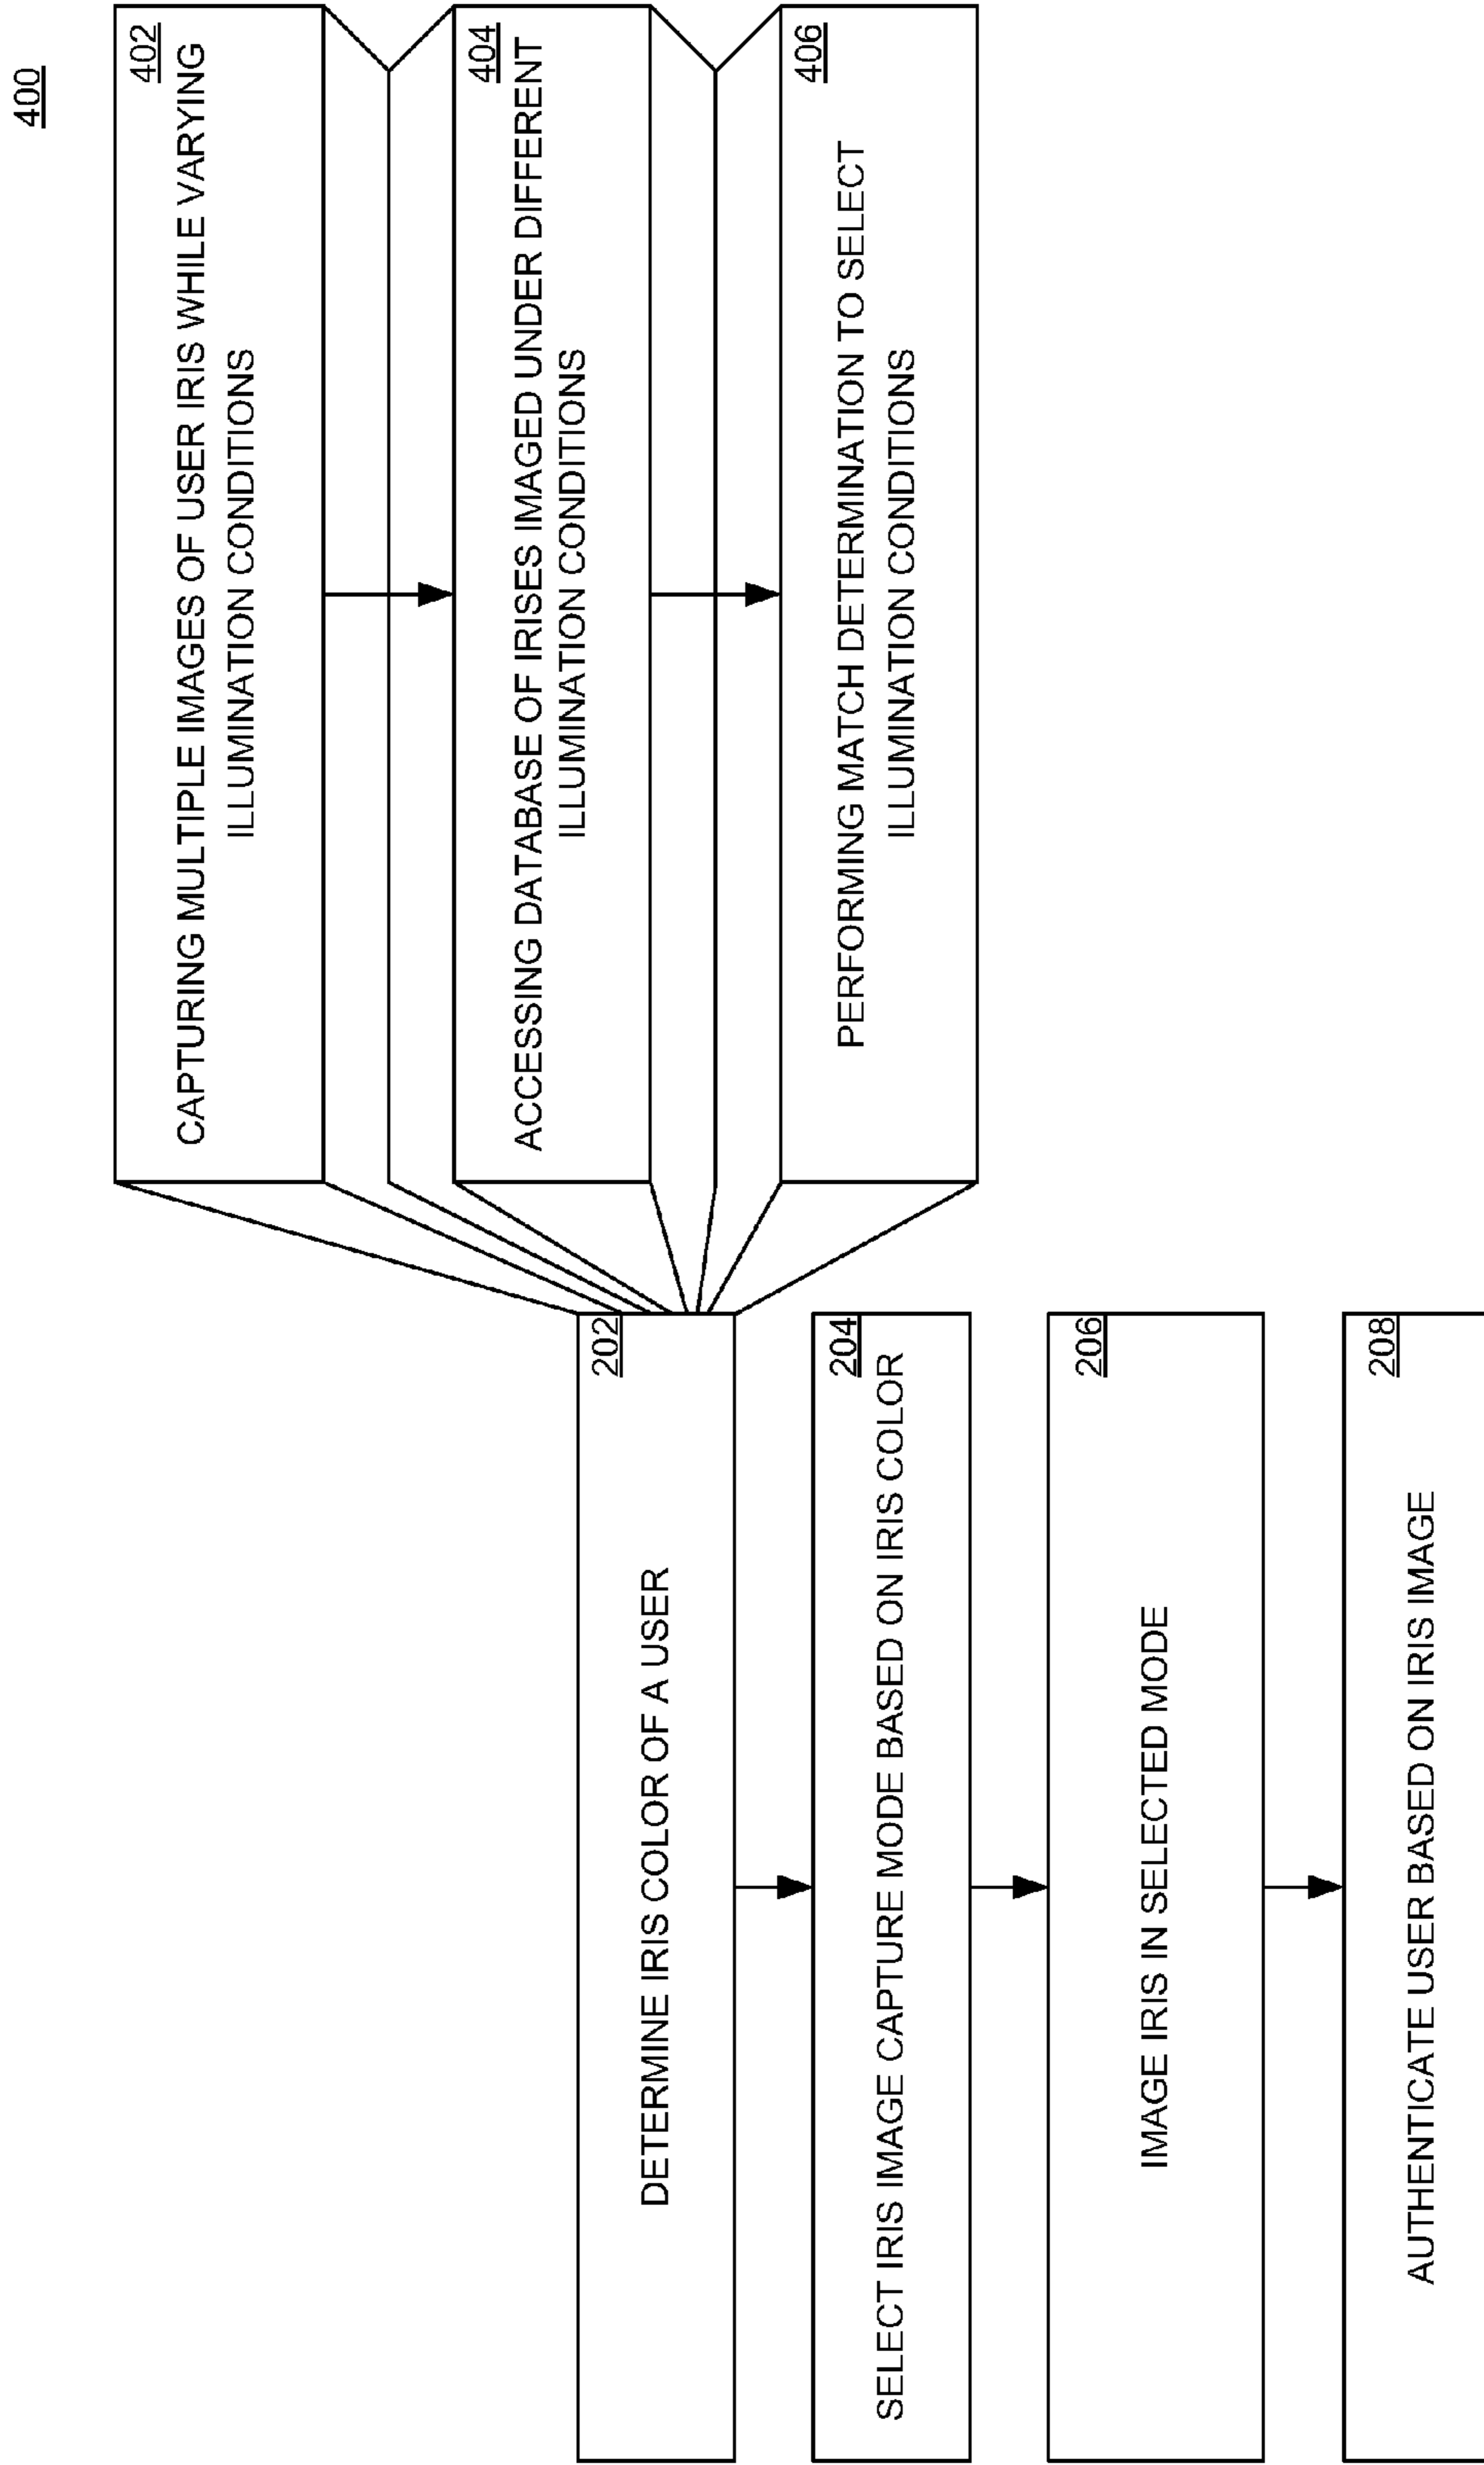 400
402
CAPTURING MULTIPLE IMAGES OF USER IRIS WHILE VARYING
ILLUMINATION CONDITIONS
404
ACCESSING DATABASE OF IRISES IMAGED UNDER DIFFERENT
ILLUMINATION CONDITIONS
406
PERFORMING MATCH DETERMINATION TO SELECT
ILLUMINATION CONDITIONS
202
DETERMINE IRIS COLOR OF A USER
204
SELECT IRIS IMAGE CAPTURE MODE BASED ON IRIS COLOR
206
IMAGE IRIS IN SELECTED MODE
208
AUTHENTICATE USER BASED ON IRIS IMAGE